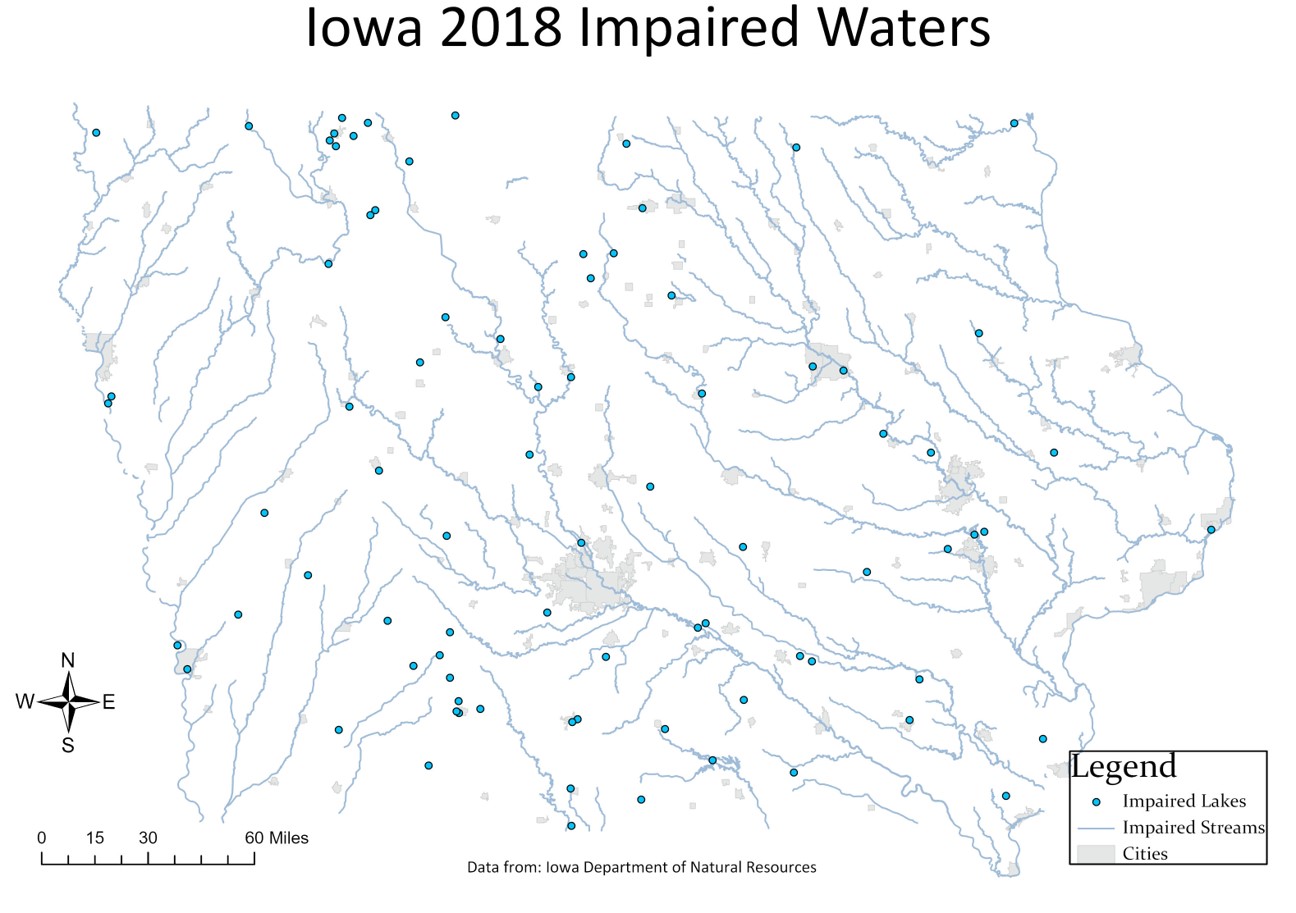 Iowa 2018 Impaired Waters
N
W E
S
0 15 30 60 Miles
Data from: Iowa Department of Natural Resources
Legend
Impaired Lakes
Impaired Streams
Cities